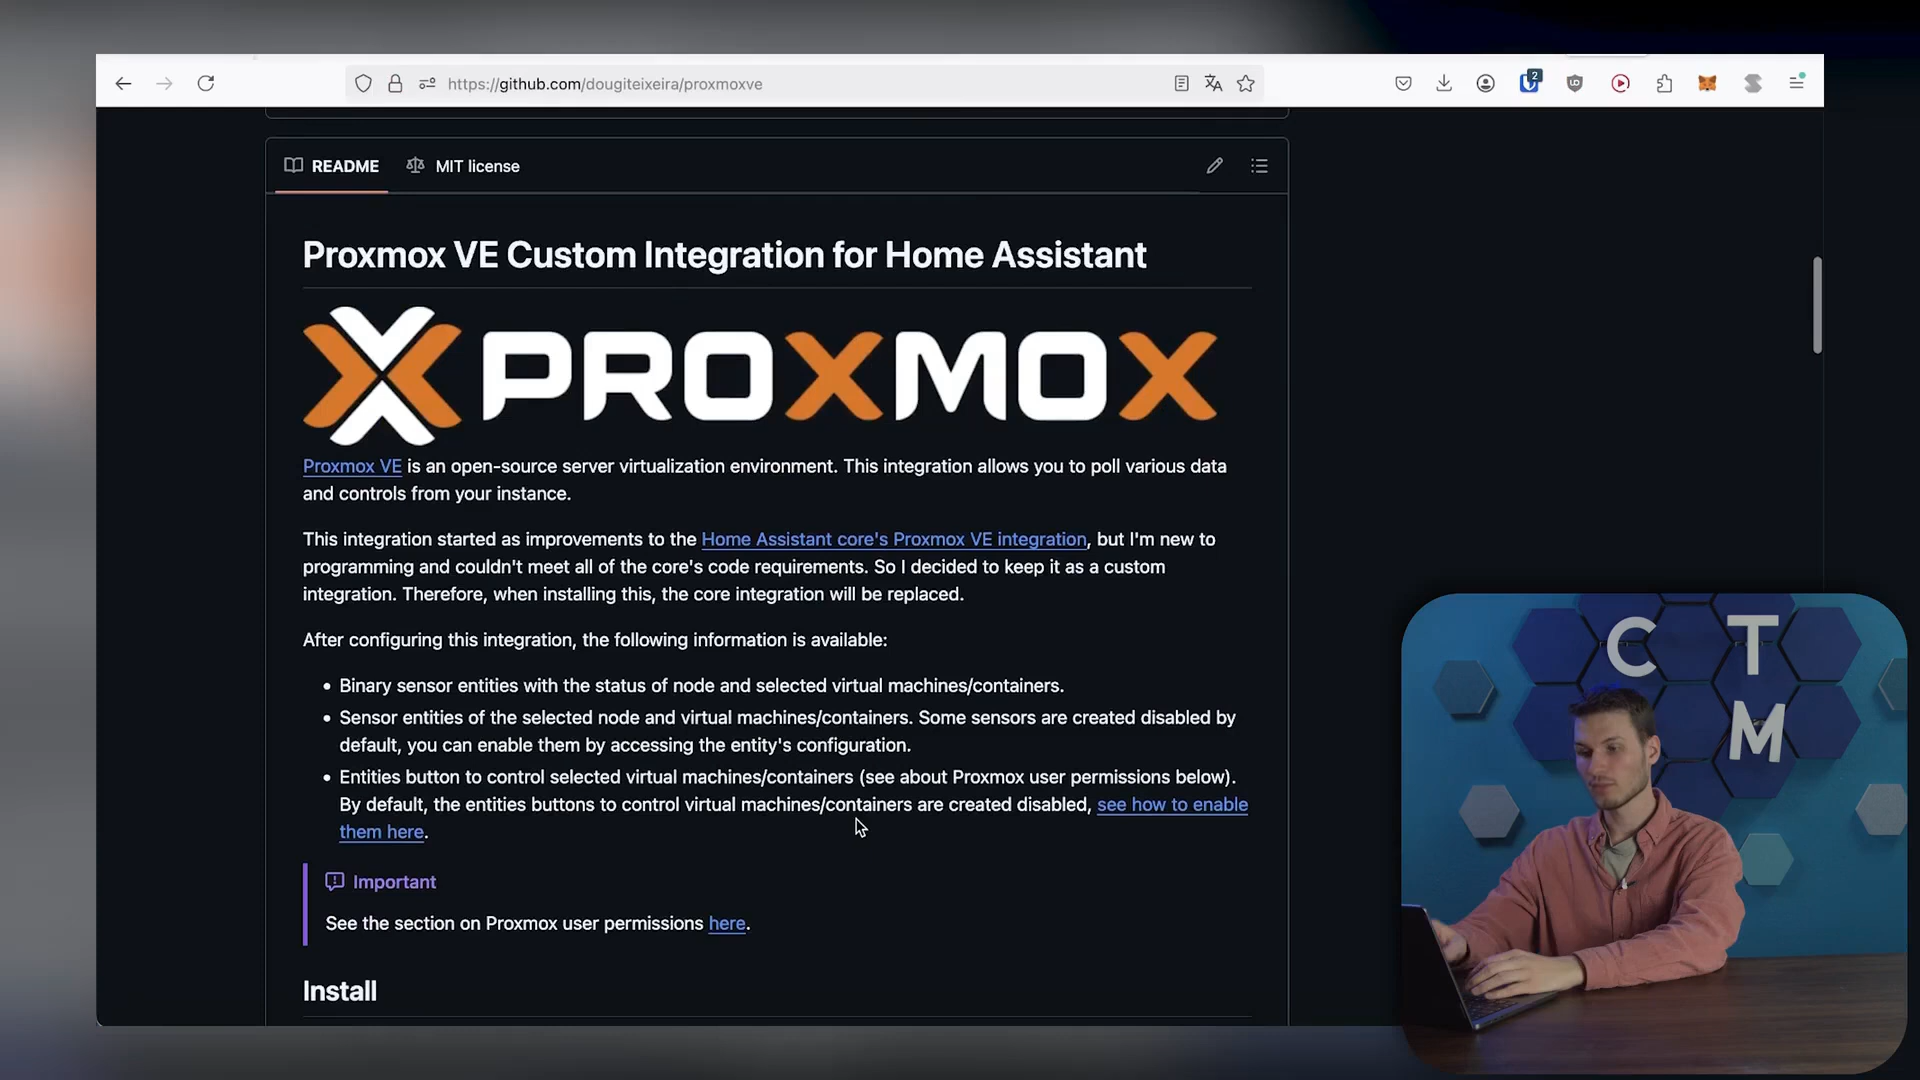 https://github.com/dougiteixeira/proxmoxve
2
README
MIT license
Proxmox VE Custom Integration for Home Assistant
PROXMOX
Proxmox VE is an open-source server virtualization environment. This integration allows you to poll various data
and controls from your instance.
This integration started as improvements to the Home Assistant core's Proxmox VE integration, but I'm new to
programming and couldn't meet all of the core's code requirements. So I decided to keep it as a custom
integration. Therefore, when installing this, the core integration will be replaced.
After configuring this integration, the following information is available:
• Binary sensor entities with the status of node and selected virtual machines/containers.
• Sensor entities of the selected node and virtual machines/containers. Some sensors are created disabled by
default, you can enable them by accessing the entity's configuration.
• Entities button to control selected virtual machines/containers (see about Proxmox user permissions below).
By default, the entities buttons to control virtual machines/containers are created disabled, see how to enable
them here.
Important
See the section on Proxmox user permissions here.
Install
C T
M